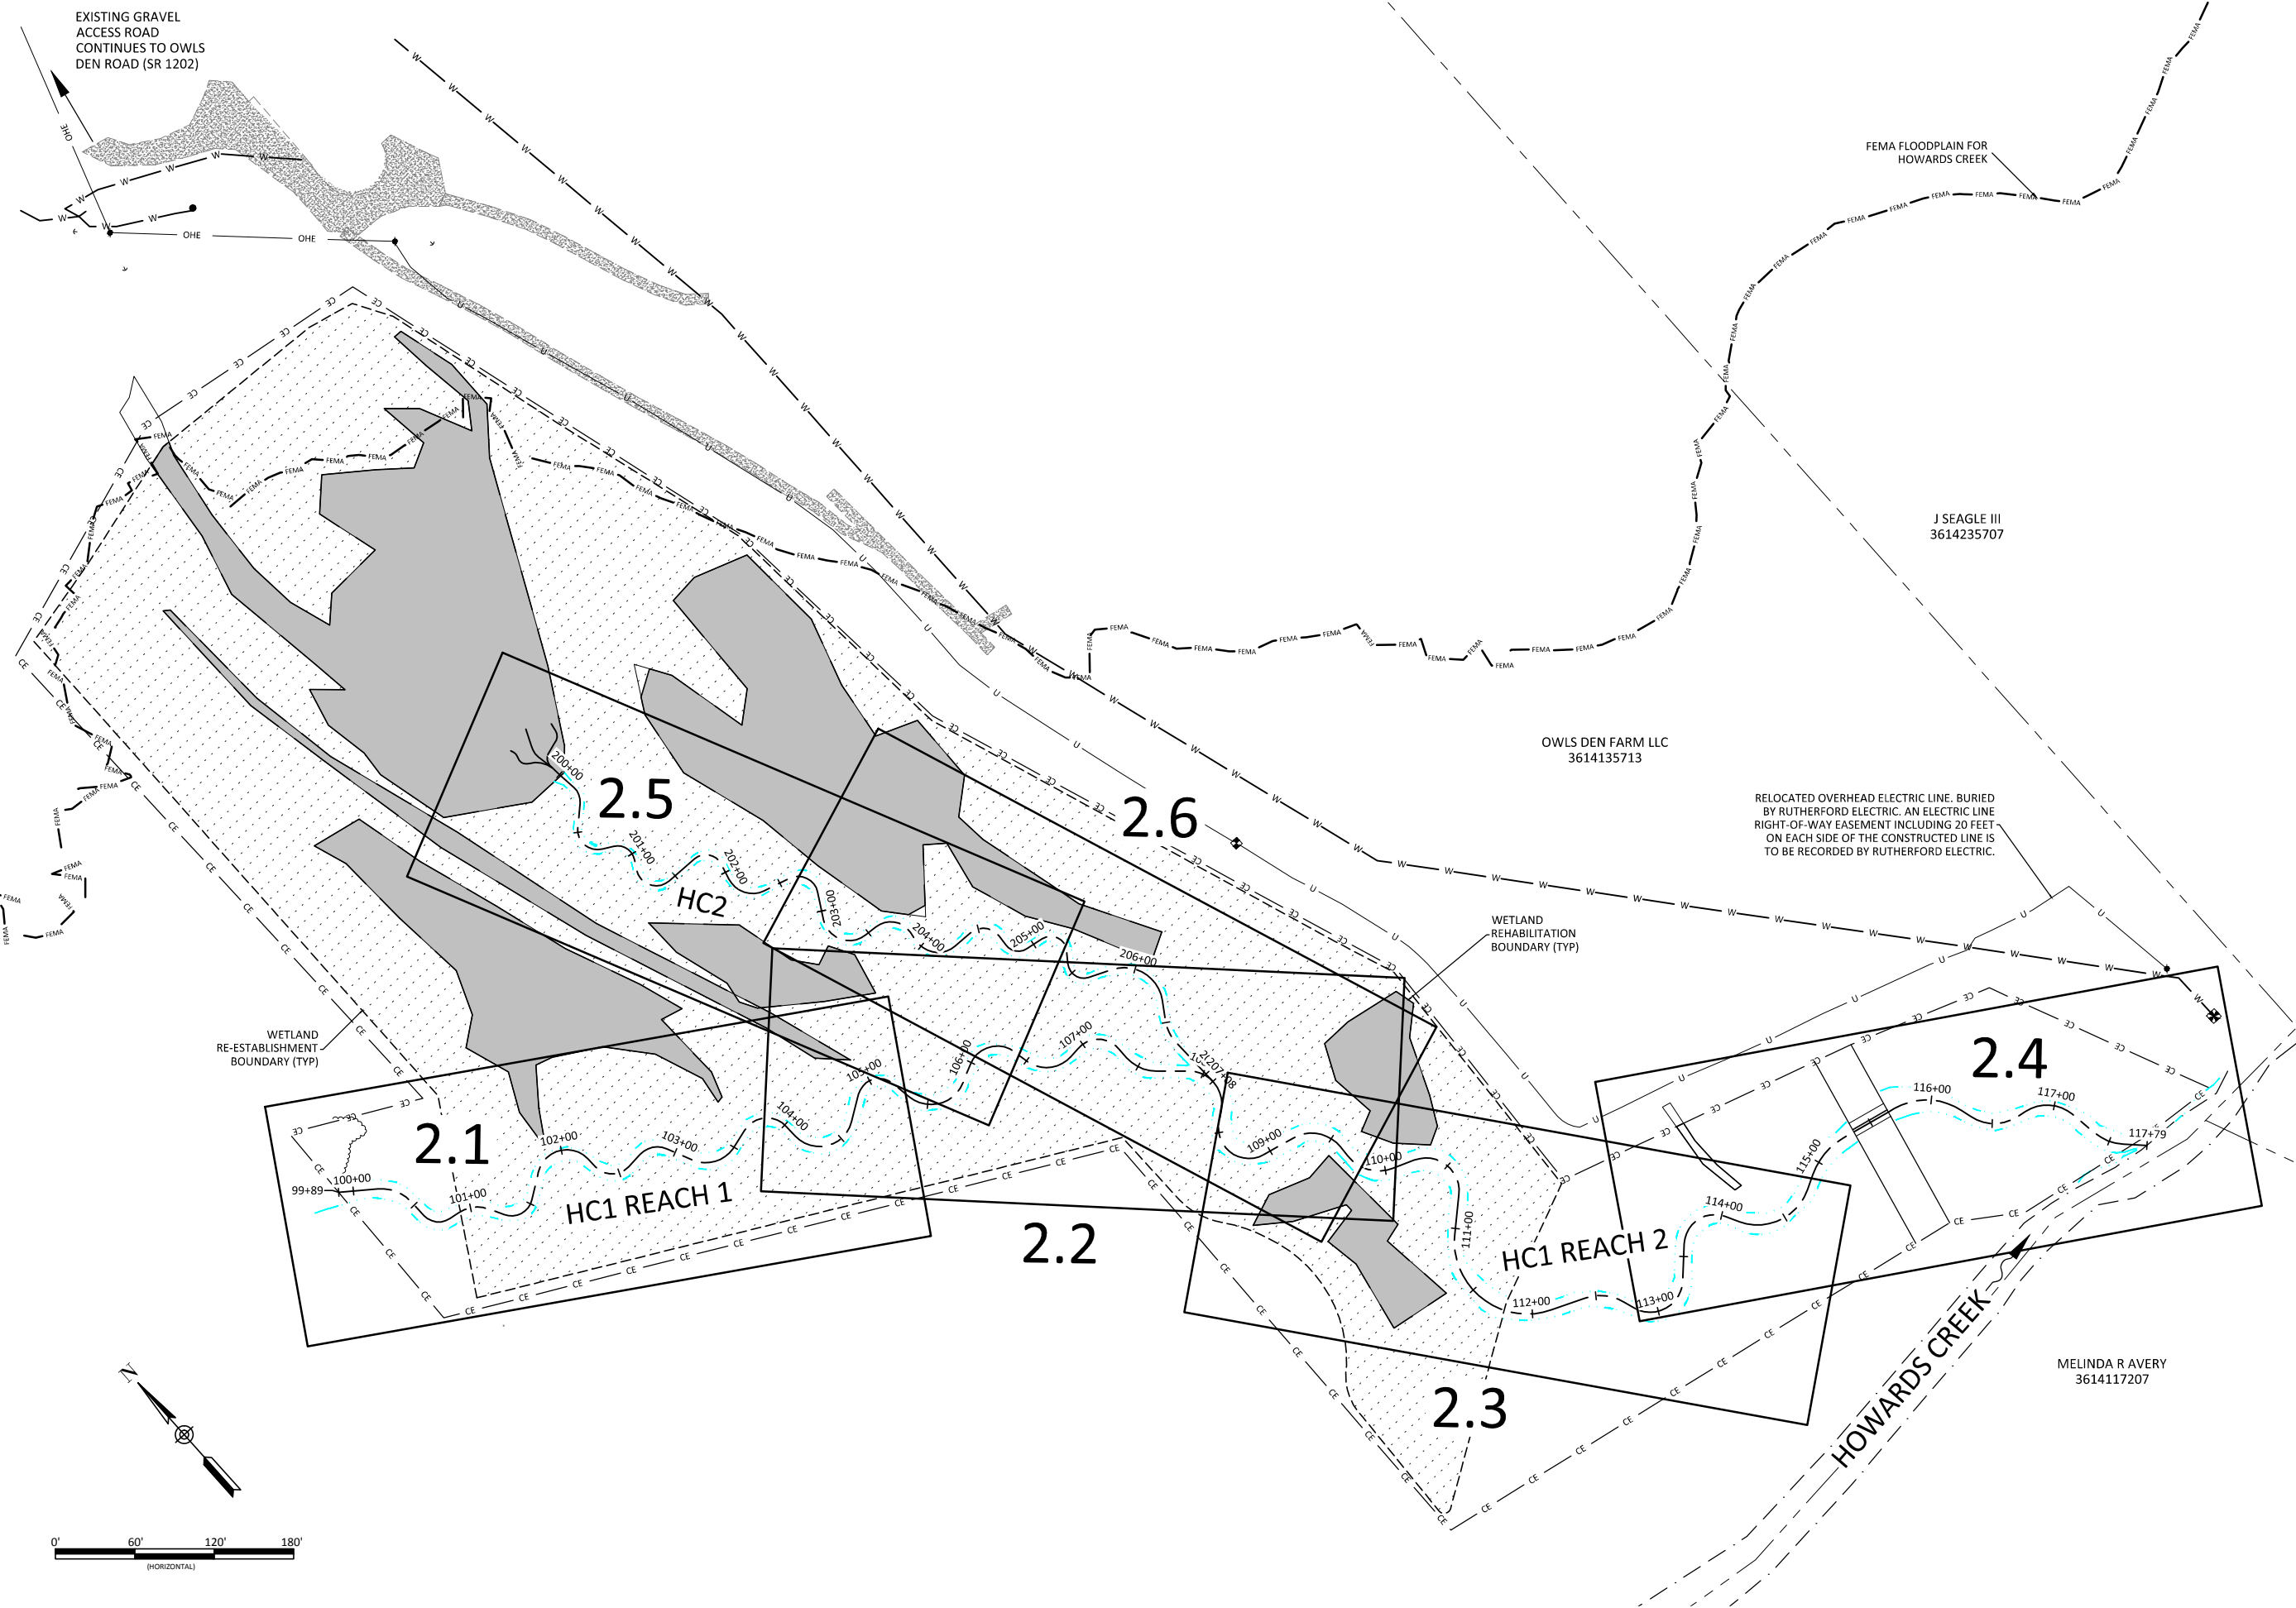 EXISTING GRAVEL
ACCESS ROAD
CONTINUES TO OWLS
DEN ROAD (SR 1202)
OHE
OHE
OHE
FEMA FLOODPLAIN FOR
HOWARDS CREEK
J SEAGLE III
3614235707
OWLS DEN FARM LLC
3614135713
RELOCATED OVERHEAD ELECTRIC LINE. BURIED
BY RUTHERFORD ELECTRIC. AN ELECTRIC LINE
RIGHT-OF-WAY EASEMENT INCLUDING 20 FEET
ON EACH SIDE OF THE CONSTRUCTED LINE IS
TO BE RECORDED BY RUTHERFORD ELECTRIC.
WETLAND
REHABILITATION
BOUNDARY (TYP)
WETLAND
RE-ESTABLISHMENT
BOUNDARY (TYP)
2.5
2.6
200+00
201+00
202+00
HC2
203+00
204+00
205+00
206+00
207+08
2.1
99+89
100+00
101+00
102+00
103+00
104+00
105+00
106+00
107+00
HC1 REACH 1
2.2
109+00
110+00
111+00
112+00
113+00
HC1 REACH 2
2.3
114+00
115+00
116+00
117+00
117+79
2.4
HOWARDS CREEK
MELINDA R AVERY
3614117207
N
0' 60' 120' 180'
(HORIZONTAL)
FEMA
W
U
CE